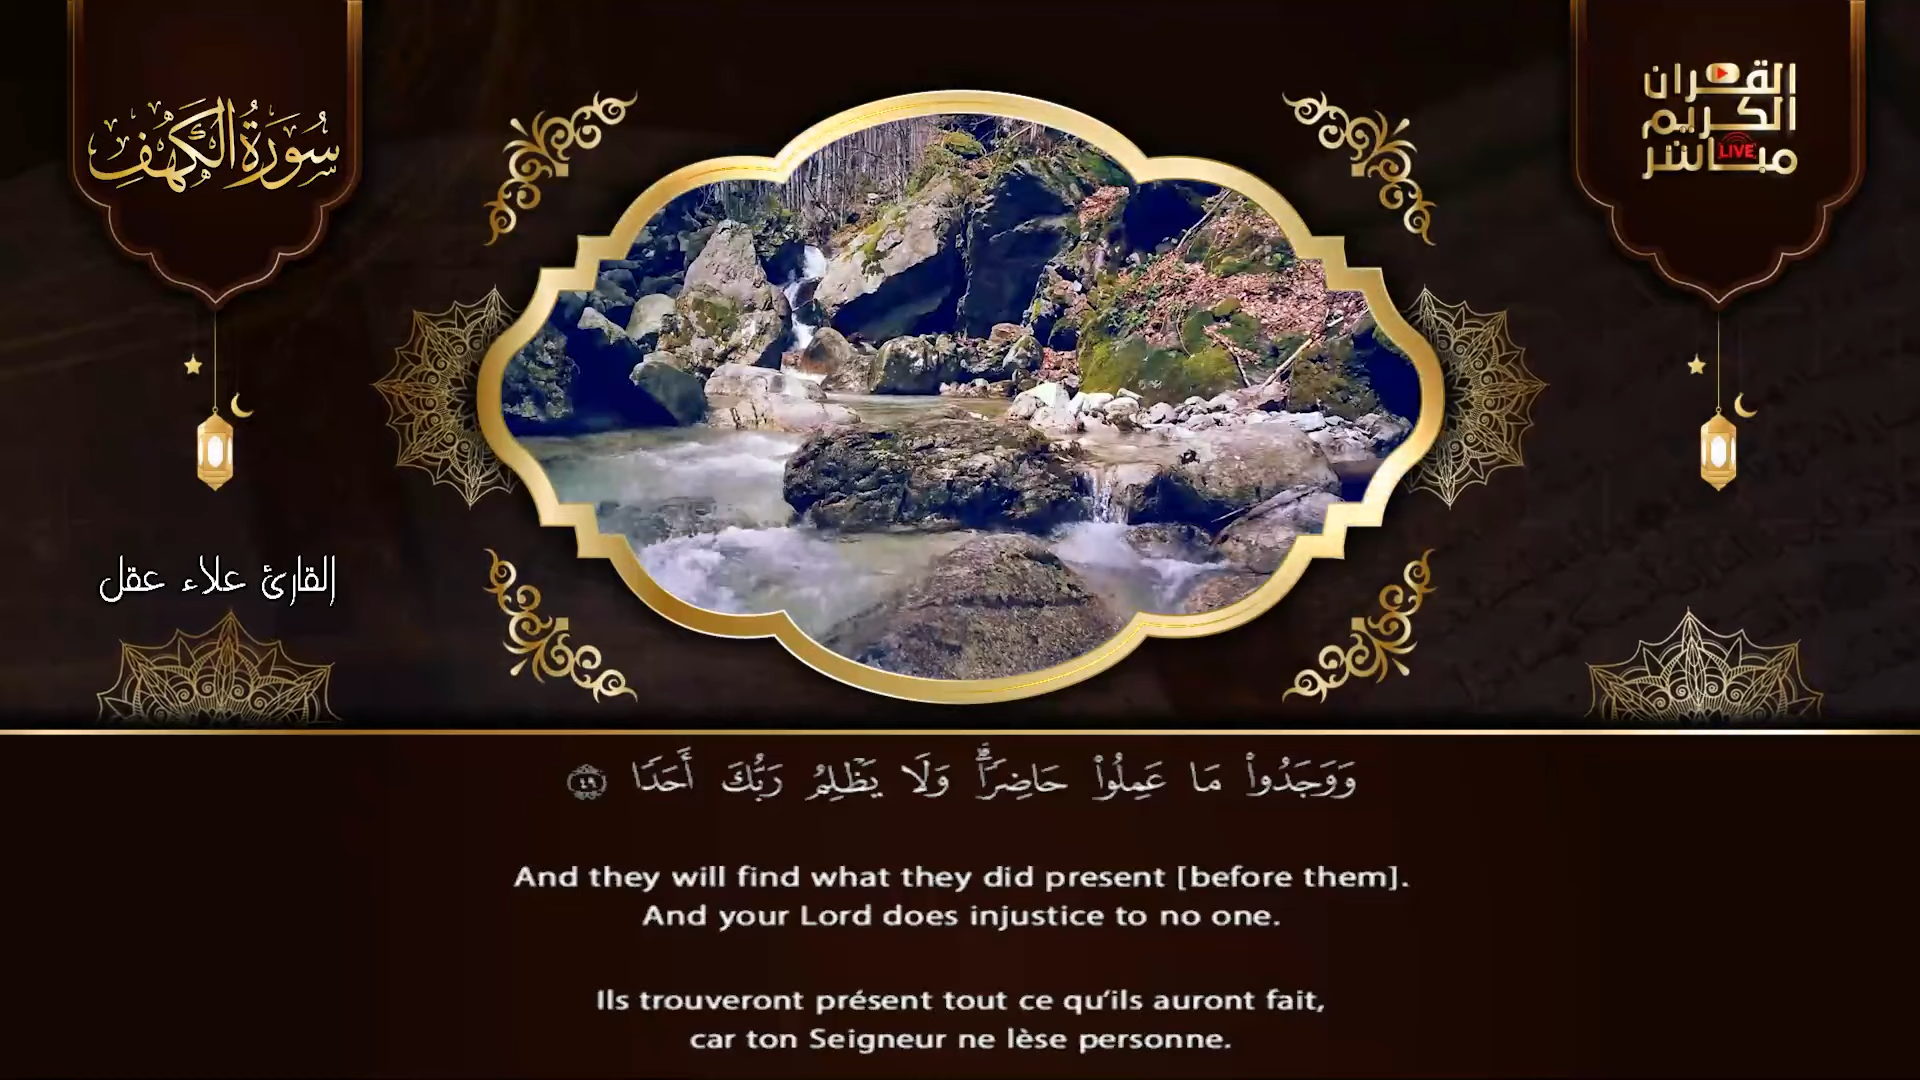 سُورَةُ الكَهْفِ
القرآن
الكريم
مباشر
LIVE
القارئ علاء عقل
وَوَجَدُواْ مَا عَمِلُواْ حَاضِرٗاۗ وَلَا يَظۡلِمُ رَبُّكَ أَحَدٗا ٤٩
And they will find what they did present [before them].
And your Lord does injustice to no one.
Ils trouveront présent tout ce qu'ils auront fait,
car ton Seigneur ne lèse personne.